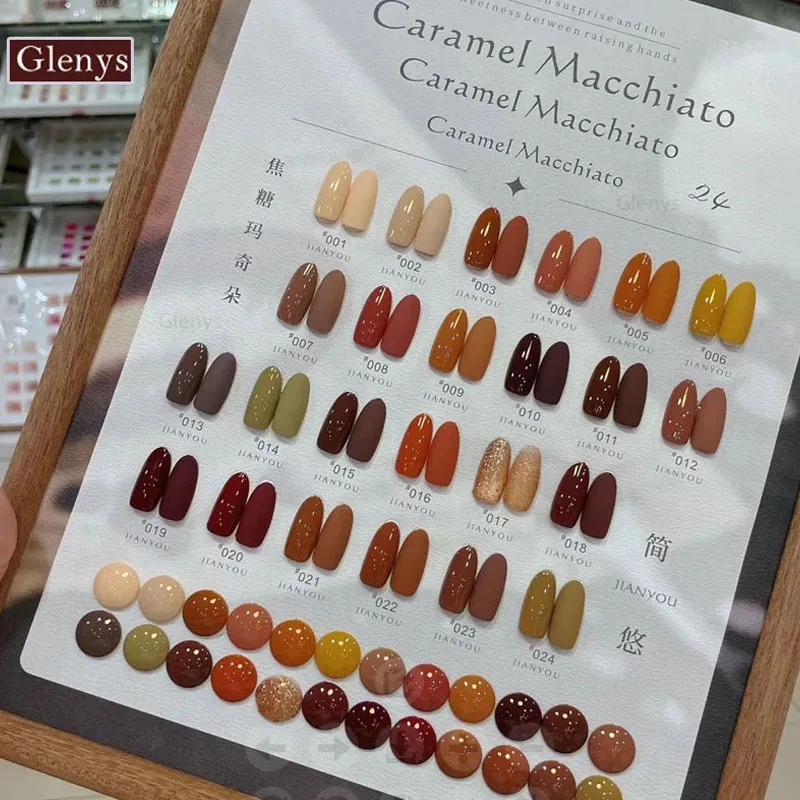 Glenys
surprise and the
sweetness between raising hands
Caramel Macchiato
Caramel Macchiato
Caramel Macchiato
24
Glenys
焦糖玛奇朵
Glenys
#001
JIANYOU
#002
JIANYOU
#003
JIANYOU
#004
JIANYOU
#005
JIANYOU
#006
JIANYOU
#007
JIANYOU
#008
JIANYOU
#009
JIANYOU
#010
JIANYOU
#011
JIANYOU
#012
JIANYOU
#013
JIANYOU
#014
JIANYOU
#015
JIANYOU
#016
JIANYOU
#017
JIANYOU
#018
JIANYOU
#019
JIANYOU
#020
JIANYOU
#021
JIANYOU
#022
JIANYOU
#023
JIANYOU
#024
JIANYOU
简
JIANYOU
悠